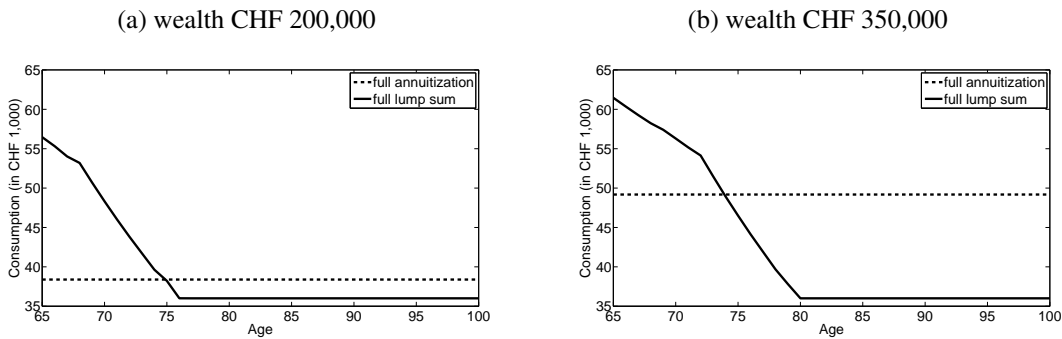 (a) wealth CHF 200,000
65
60
55
50
45
40
35
Consumption (in CHF 1,000)
full annuitization
full lump sum
65 70 75 80 85 90 95 100
Age
(b) wealth CHF 350,000
65
60
55
50
45
40
35
Consumption (in CHF 1,000)
full annuitization
full lump sum
65 70 75 80 85 90 95 100
Age